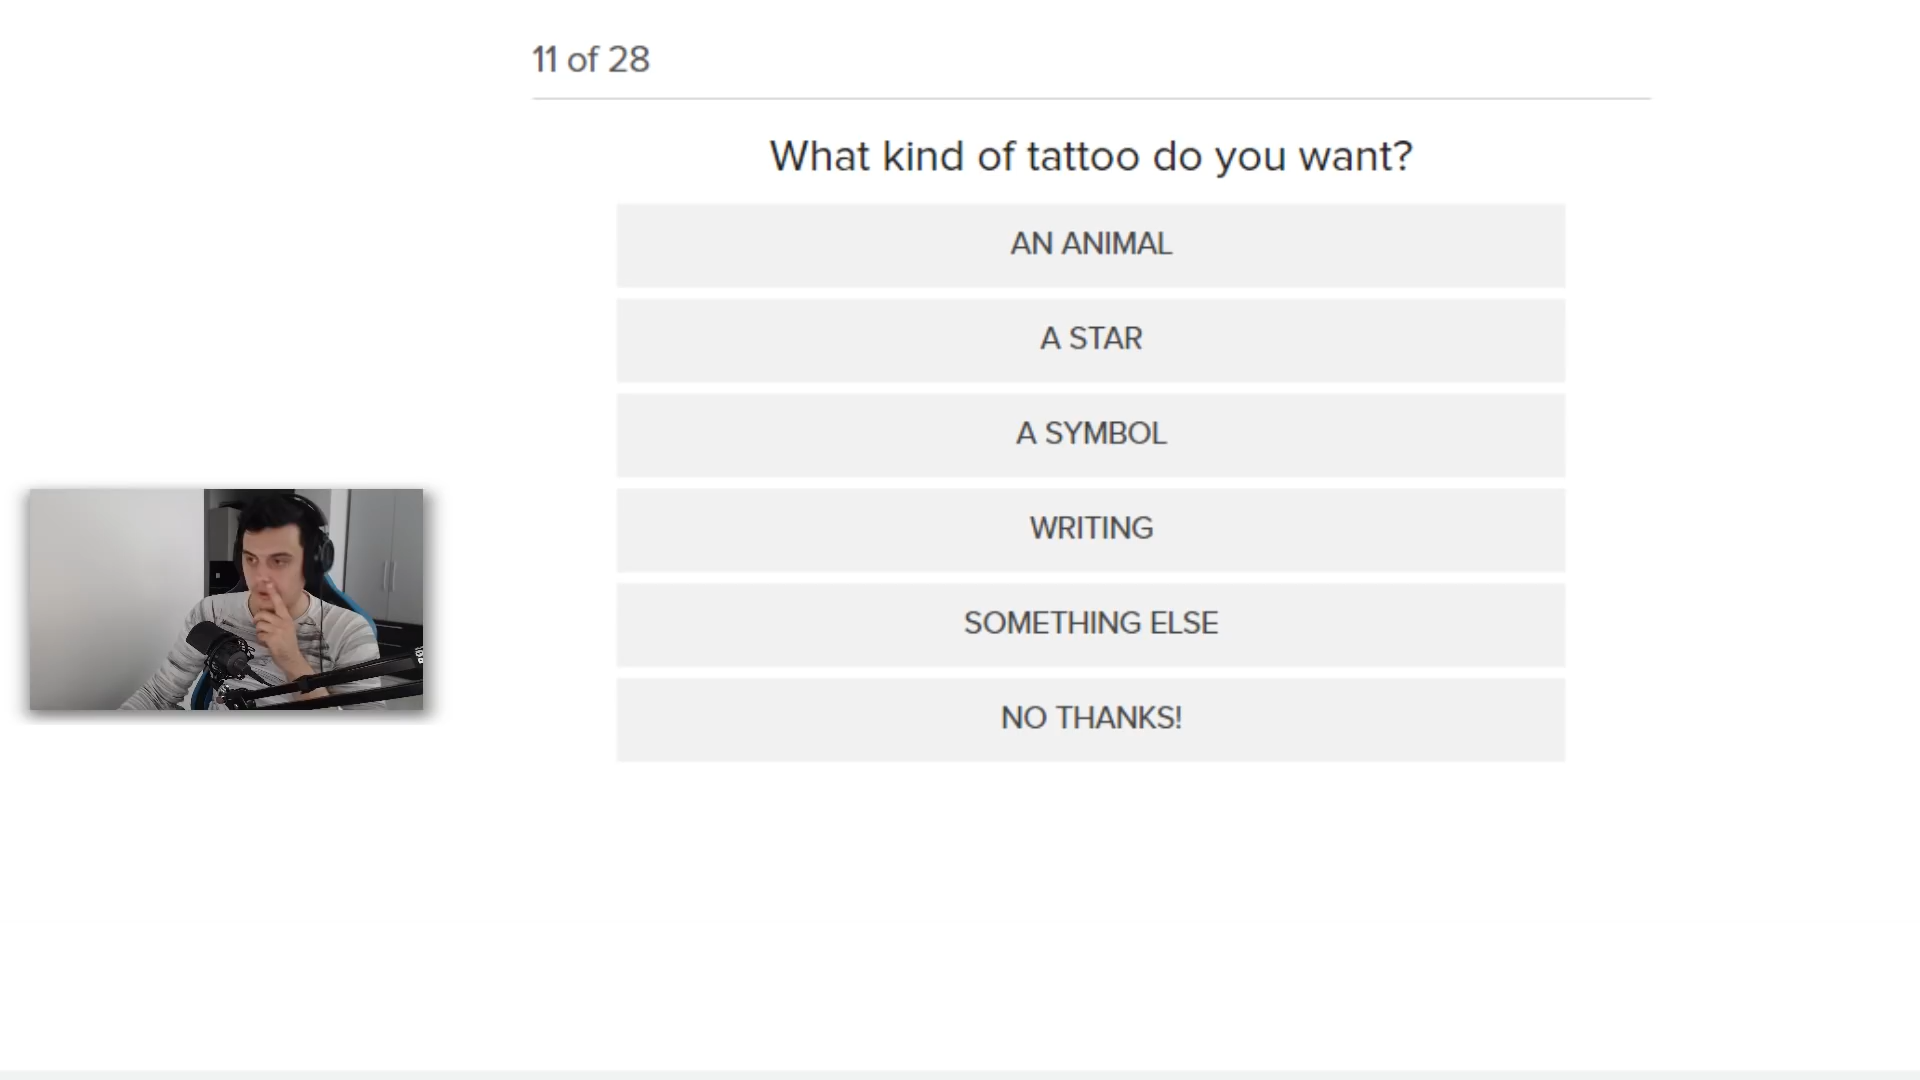 11 of 28
What kind of tattoo do you want?
AN ANIMAL
A STAR
A SYMBOL
WRITING
SOMETHING ELSE
NO THANKS!